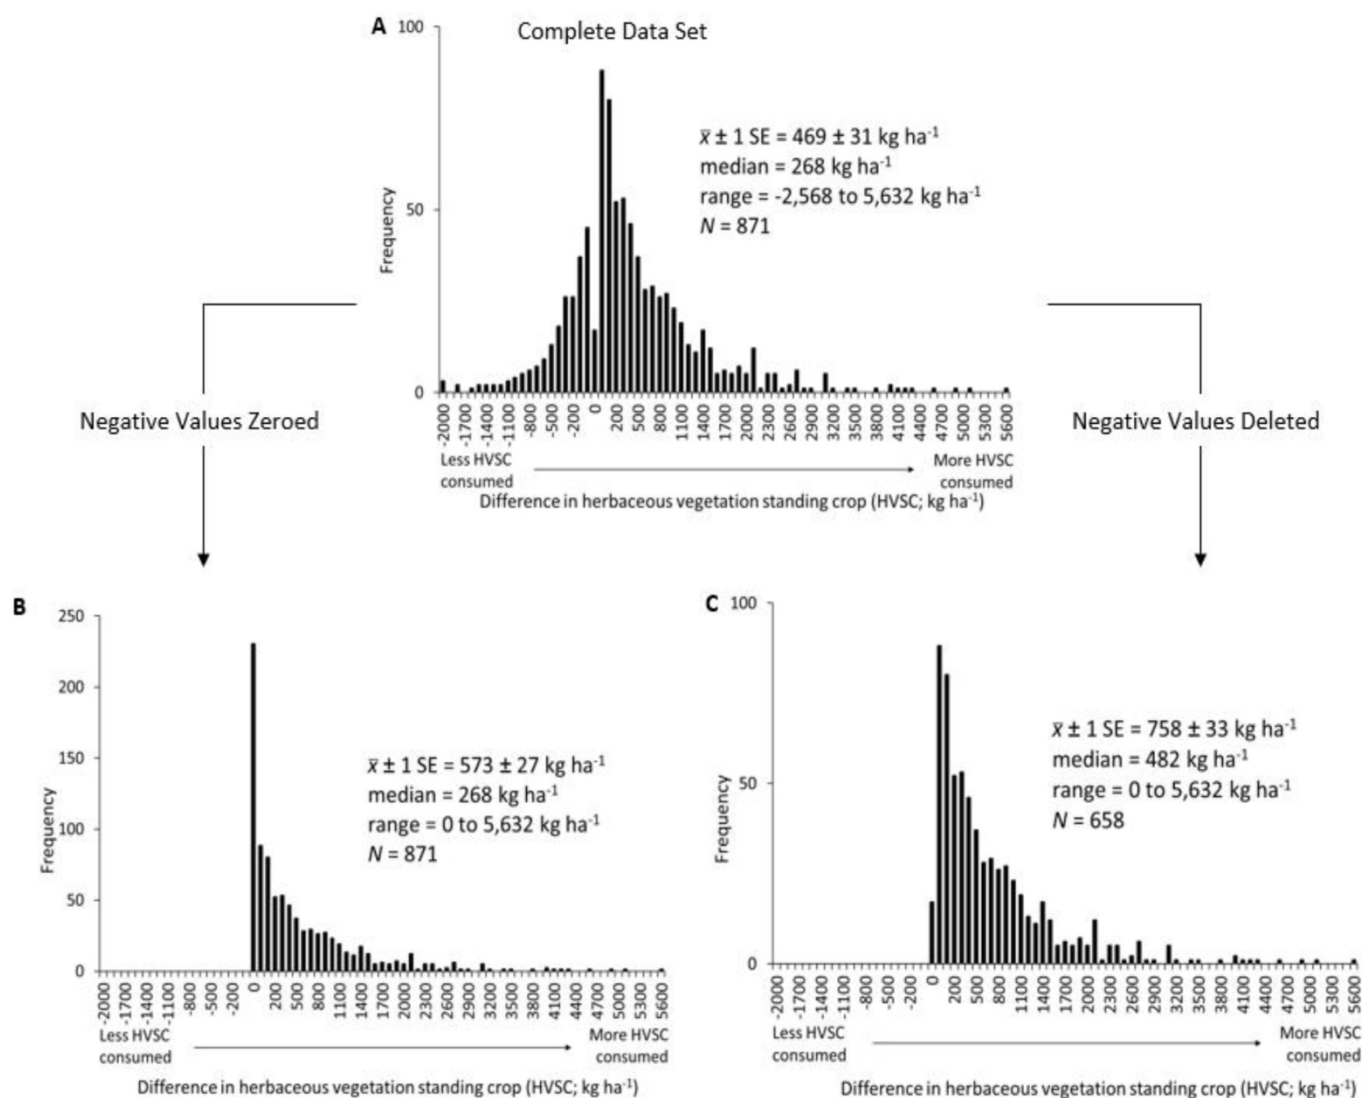 A
Complete Data Set
100
50
0
Frequency
x̅ ± 1 SE = 469 ± 31 kg ha⁻¹
median = 268 kg ha⁻¹
range = -2,568 to 5,632 kg ha⁻¹
N = 871
-2000 -1700 -1400 -1100 -800 -500 -200 0 200 500 800 1100 1400 1700 2000 2300 2600 2900 3200 3500 3800 4100 4400 4700 5000 5300 5600
Less HVSC More HVSC
consumed consumed
Difference in herbaceous vegetation standing crop (HVSC; kg ha⁻¹)
Negative Values Zeroed
Negative Values Deleted
B
250
200
150
100
50
0
Frequency
x̅ ± 1 SE = 573 ± 27 kg ha⁻¹
median = 268 kg ha⁻¹
range = 0 to 5,632 kg ha⁻¹
N = 871
-2000 -1700 -1400 -1100 -800 -500 -200 0 200 500 800 1100 1400 1700 2000 2300 2600 2900 3200 3500 3800 4100 4400 4700 5000 5300 5600
Less HVSC More HVSC
consumed consumed
Difference in herbaceous vegetation standing crop (HVSC; kg ha⁻¹)
C
100
50
0
Frequency
x̅ ± 1 SE = 758 ± 33 kg ha⁻¹
median = 482 kg ha⁻¹
range = 0 to 5,632 kg ha⁻¹
N = 658
-2000 -1700 -1400 -1100 -800 -500 -200 0 200 500 800 1100 1400 1700 2000 2300 2600 2900 3200 3500 3800 4100 4400 4700 5000 5300 5600
Less HVSC More HVSC
consumed consumed
Difference in herbaceous vegetation standing crop (HVSC; kg ha⁻¹)